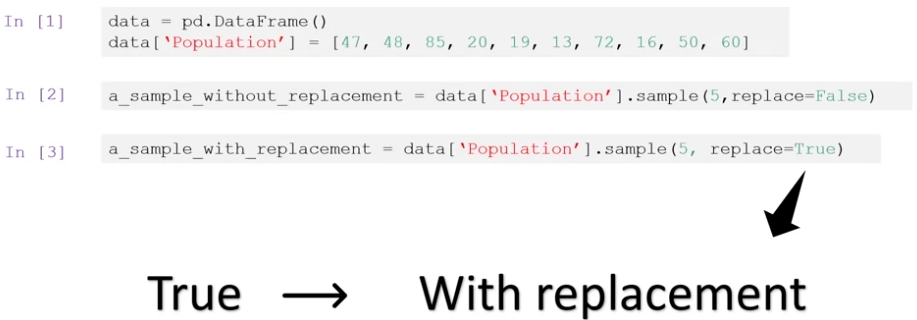 In [1] data = pd.DataFrame()
data[‘Population’] = [47, 48, 85, 20, 19, 13, 72, 16, 50, 60]
In [2] a_sample_without_replacement = data[‘Population’].sample(5,replace=False)
In [3] a_sample_with_replacement = data[‘Population’].sample(5, replace=True)
True → With replacement